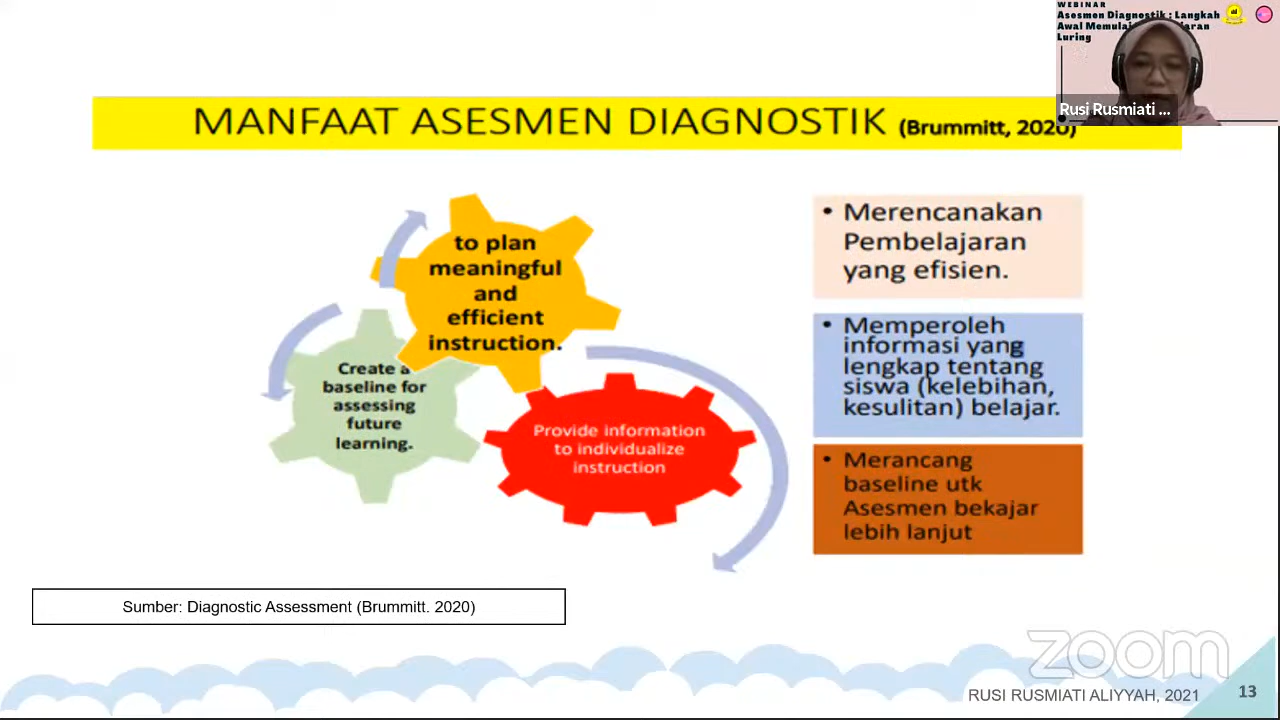 WEBINAR
Asesmen Diagnostik : Langkah
Awal Memulai
Luring
Rusi Rusmiati ...
MANFAAT ASESMEN DIAGNOSTIK (Brummitt, 2020)
to plan
meaningful
and
efficient
instruction.
Create a
baseline for
assessing
future
learning.
Provide information
to individualize
instruction
• Merencanakan
Pembelajaran
yang efisien.
• Memperoleh
informasi yang
lengkap tentang
siswa (kelebihan,
kesulitan) belajar.
• Merancang
baseline utk
Asesmen bekajar
lebih lanjut
Sumber: Diagnostic Assessment (Brummitt. 2020)
zoom
RUSI RUSMIATI ALIYYAH, 2021
13